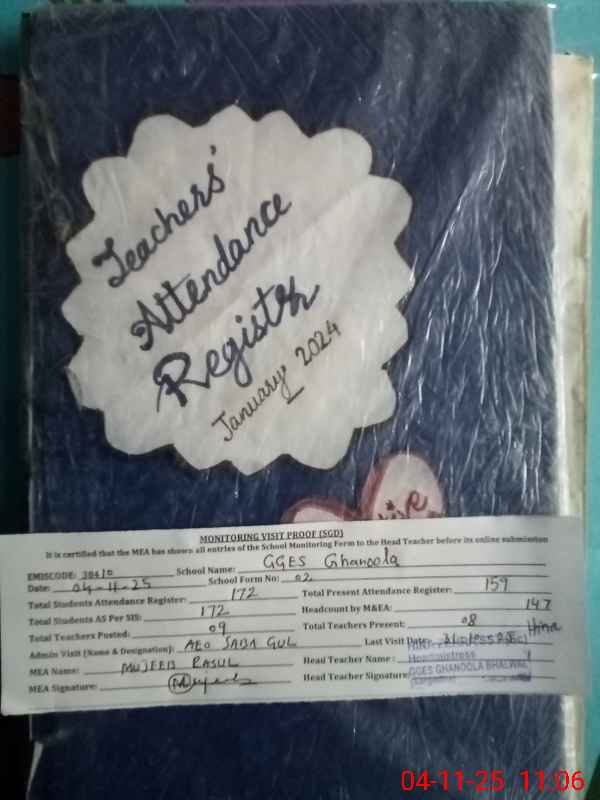 Teachers'
Attendance
Register
January, 2024
MONITORING VISIT PROOF (SGD)
It is certified that the MEA has shown all entries of the School Monitoring Form to the Head Teacher before its online submission
EMISCODE: School Name: GGES Ghanoola
Date: 04-11-25 School Form No: 02
Total Students Attendance Register: 172 Total Present Attendance Register: 159
Total Students AS Per SIS: 172 Headcount by M&EA: 147
Total Teachers Posted: 09 Total Teachers Present: 08
Admin Visit (Name & Designation): AEO SABA GUL Last Visit Date:
MEA Name: MUJEEB RASUL Head Teacher Name: Headmistress
MEA Signature: Head Teacher Signature: GGES GHANOOLA BHALWAL
04-11-25 11:06